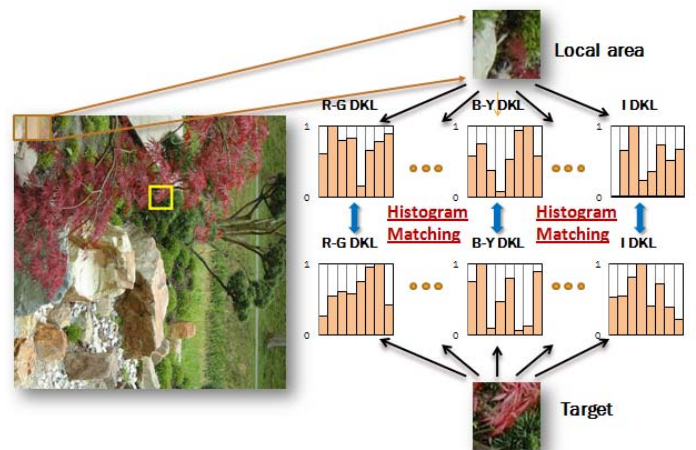 Local area
R-G DKL
B-Y DKL
I DKL
1
1
1
0
0
0
Histogram
Matching
Histogram
Matching
R-G DKL
B-Y DKL
I DKL
1
1
1
0
0
0
Target